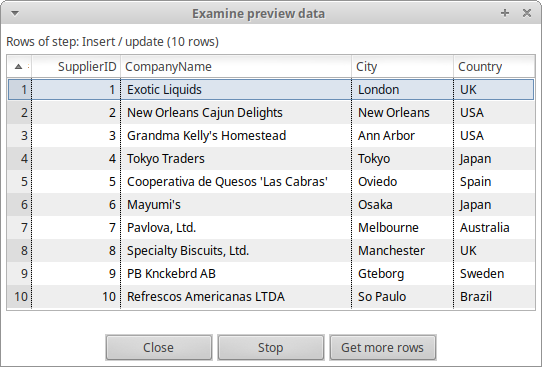 Examine preview data
Rows of step: Insert / update (10 rows)
SupplierID CompanyName City Country
1 1 Exotic Liquids London UK
2 2 New Orleans Cajun Delights New Orleans USA
3 3 Grandma Kelly's Homestead Ann Arbor USA
4 4 Tokyo Traders Tokyo Japan
5 5 Cooperativa de Quesos 'Las Cabras' Oviedo Spain
6 6 Mayumi's Osaka Japan
7 7 Pavlova, Ltd. Melbourne Australia
8 8 Specialty Biscuits, Ltd. Manchester UK
9 9 PB Knckebrd AB Gteborg Sweden
10 10 Refrescos Americanas LTDA So Paulo Brazil
Close Stop Get more rows